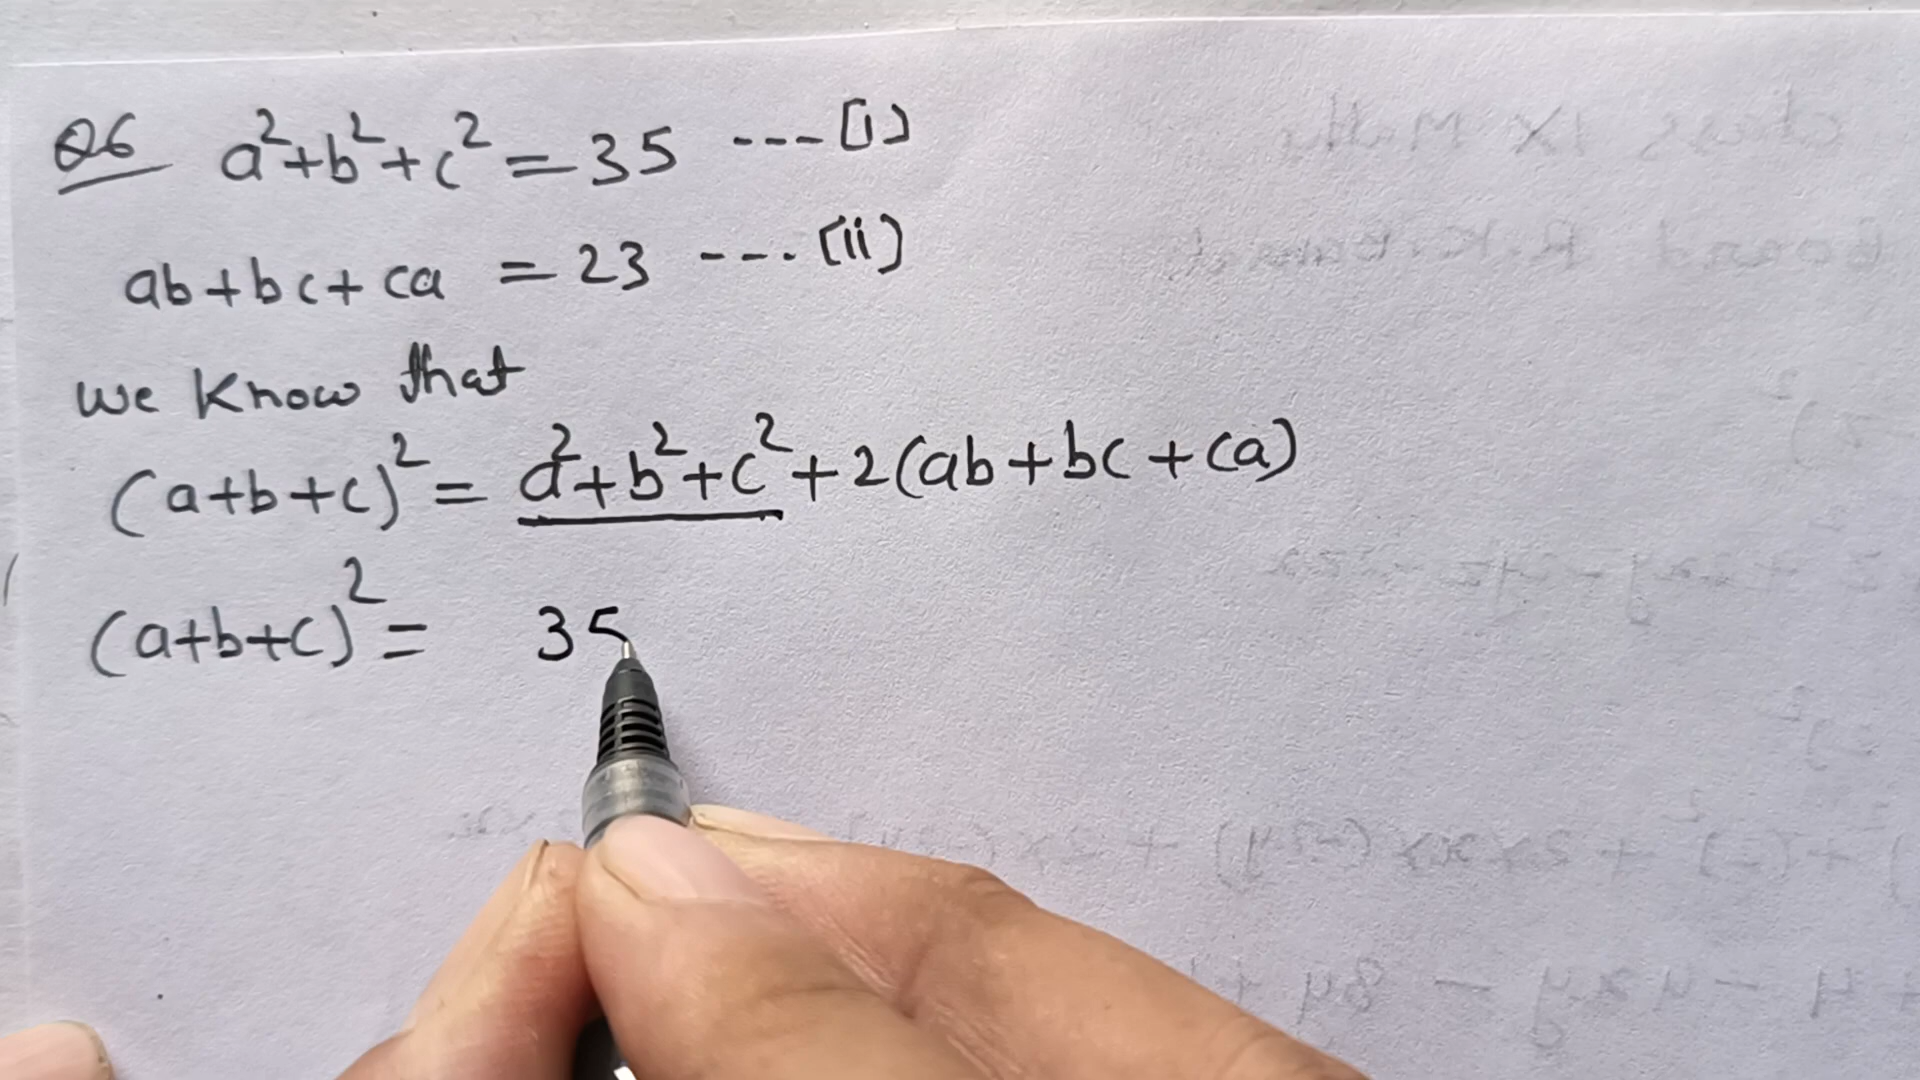 Q6 a²+b²+c² = 35 ---- [i]
ab+bc+ca = 23 ---. [ii]
we know that
(a+b+c)² = a²+b²+c²+2(ab+bc+ca)
(a+b+c)² = 35